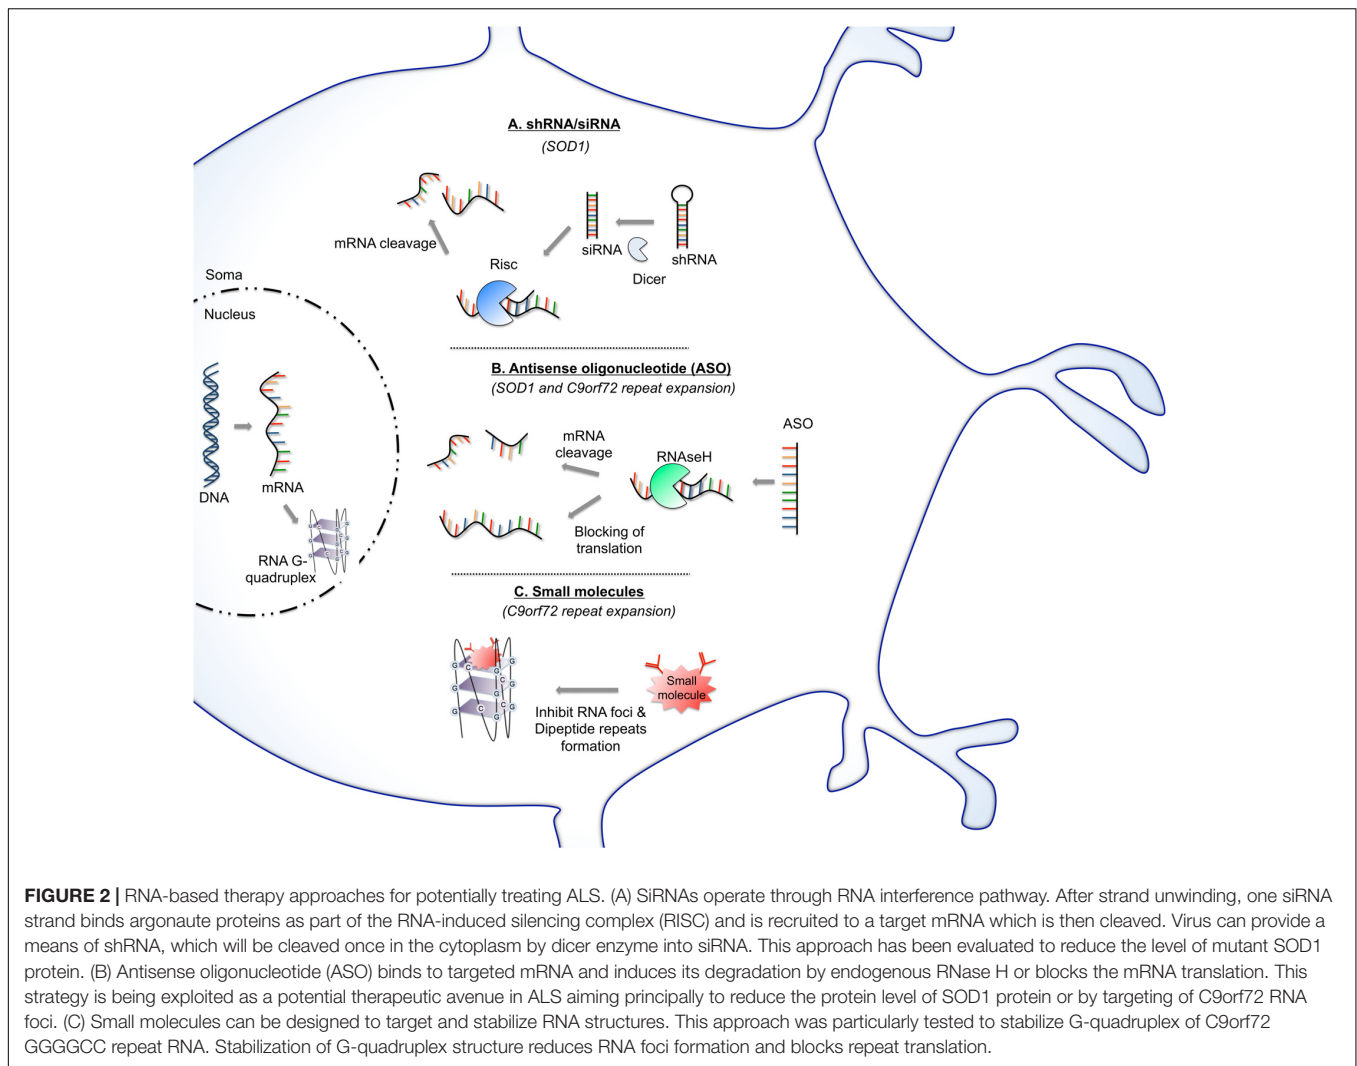 A. shRNA/siRNA
(SOD1)
mRNA cleavage
siRNA
shRNA
Dicer
Risc
Soma
Nucleus
DNA
mRNA
RNA G-
quadruplex
B. Antisense oligonucleotide (ASO)
(SOD1 and C9orf72 repeat expansion)
mRNA
cleavage
RNAseH
ASO
Blocking of
translation
C. Small molecules
(C9orf72 repeat expansion)
G
C
G
G
G
C
G
G
G
C
G
C
G
Small
molecule
Inhibit RNA foci &
Dipeptide repeats
formation
FIGURE 2 | RNA-based therapy approaches for potentially treating ALS. (A) SiRNAs operate through RNA interference pathway. After strand unwinding, one siRNA
strand binds argonaute proteins as part of the RNA-induced silencing complex (RISC) and is recruited to a target mRNA which is then cleaved. Virus can provide a
means of shRNA, which will be cleaved once in the cytoplasm by dicer enzyme into siRNA. This approach has been evaluated to reduce the level of mutant SOD1
protein. (B) Antisense oligonucleotide (ASO) binds to targeted mRNA and induces its degradation by endogenous RNase H or blocks the mRNA translation. This
strategy is being exploited as a potential therapeutic avenue in ALS aiming principally to reduce the protein level of SOD1 protein or by targeting of C9orf72 RNA
foci. (C) Small molecules can be designed to target and stabilize RNA structures. This approach was particularly tested to stabilize G-quadruplex of C9orf72
GGGGCC repeat RNA. Stabilization of G-quadruplex structure reduces RNA foci formation and blocks repeat translation.